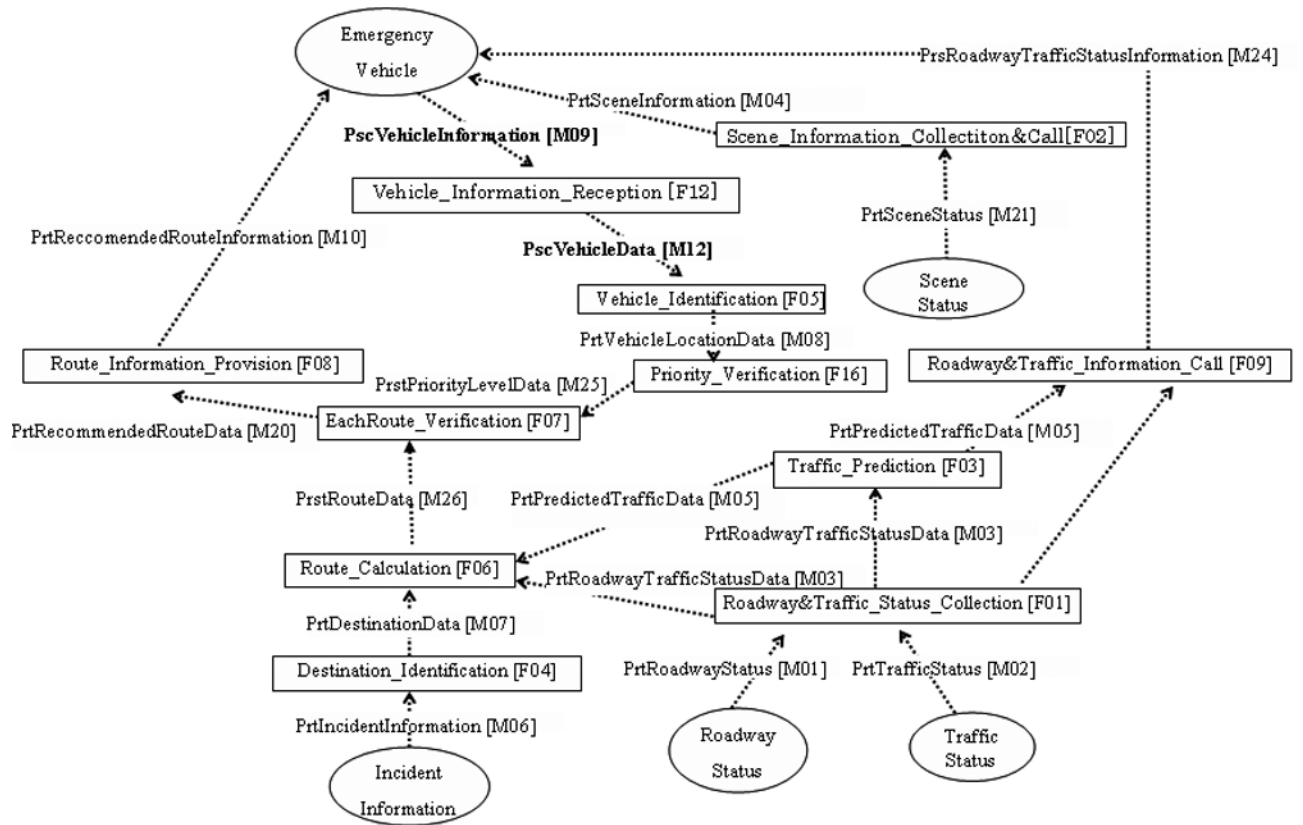 Emergency
Vehicle
PrsRoadwayTrafficStatusInformation [M24]
PrtSceneInformation [M04]
PscVehicleInformation [M09]
Scene_Information_Collectiton&Call[F02]
Vehicle_Information_Reception [F12]
PrtSceneStatus [M21]
PrtReccomendedRouteInformation [M10]
PscVehicleData [M12]
Scene
Status
Vehicle_Identification [F05]
PrtVehicleLocationData [M08]
Route_Information_Provision [F08]
Roadway&Traffic_Information_Call [F09]
Priority_Verification [F16]
PrstPriorityLevelData [M25]
EachRoute_Verification [F07]
PrtRecommendedRouteData [M20]
PrtPredictedTrafficData [M05]
Traffic_Prediction [F03]
PrstRouteData [M26]
PrtPredictedTrafficData [M05]
PrtRoadwayTrafficStatusData [M03]
Route_Calculation [F06]
PrtRoadwayTrafficStatusData [M03]
Roadway&Traffic_Status_Collection [F01]
PrtDestinationData [M07]
Destination_Identification [F04]
PrtRoadwayStatus [M01]
PrtTrafficStatus [M02]
PrtIncidentInformation [M06]
Roadway
Status
Traffic
Status
Incident
Information